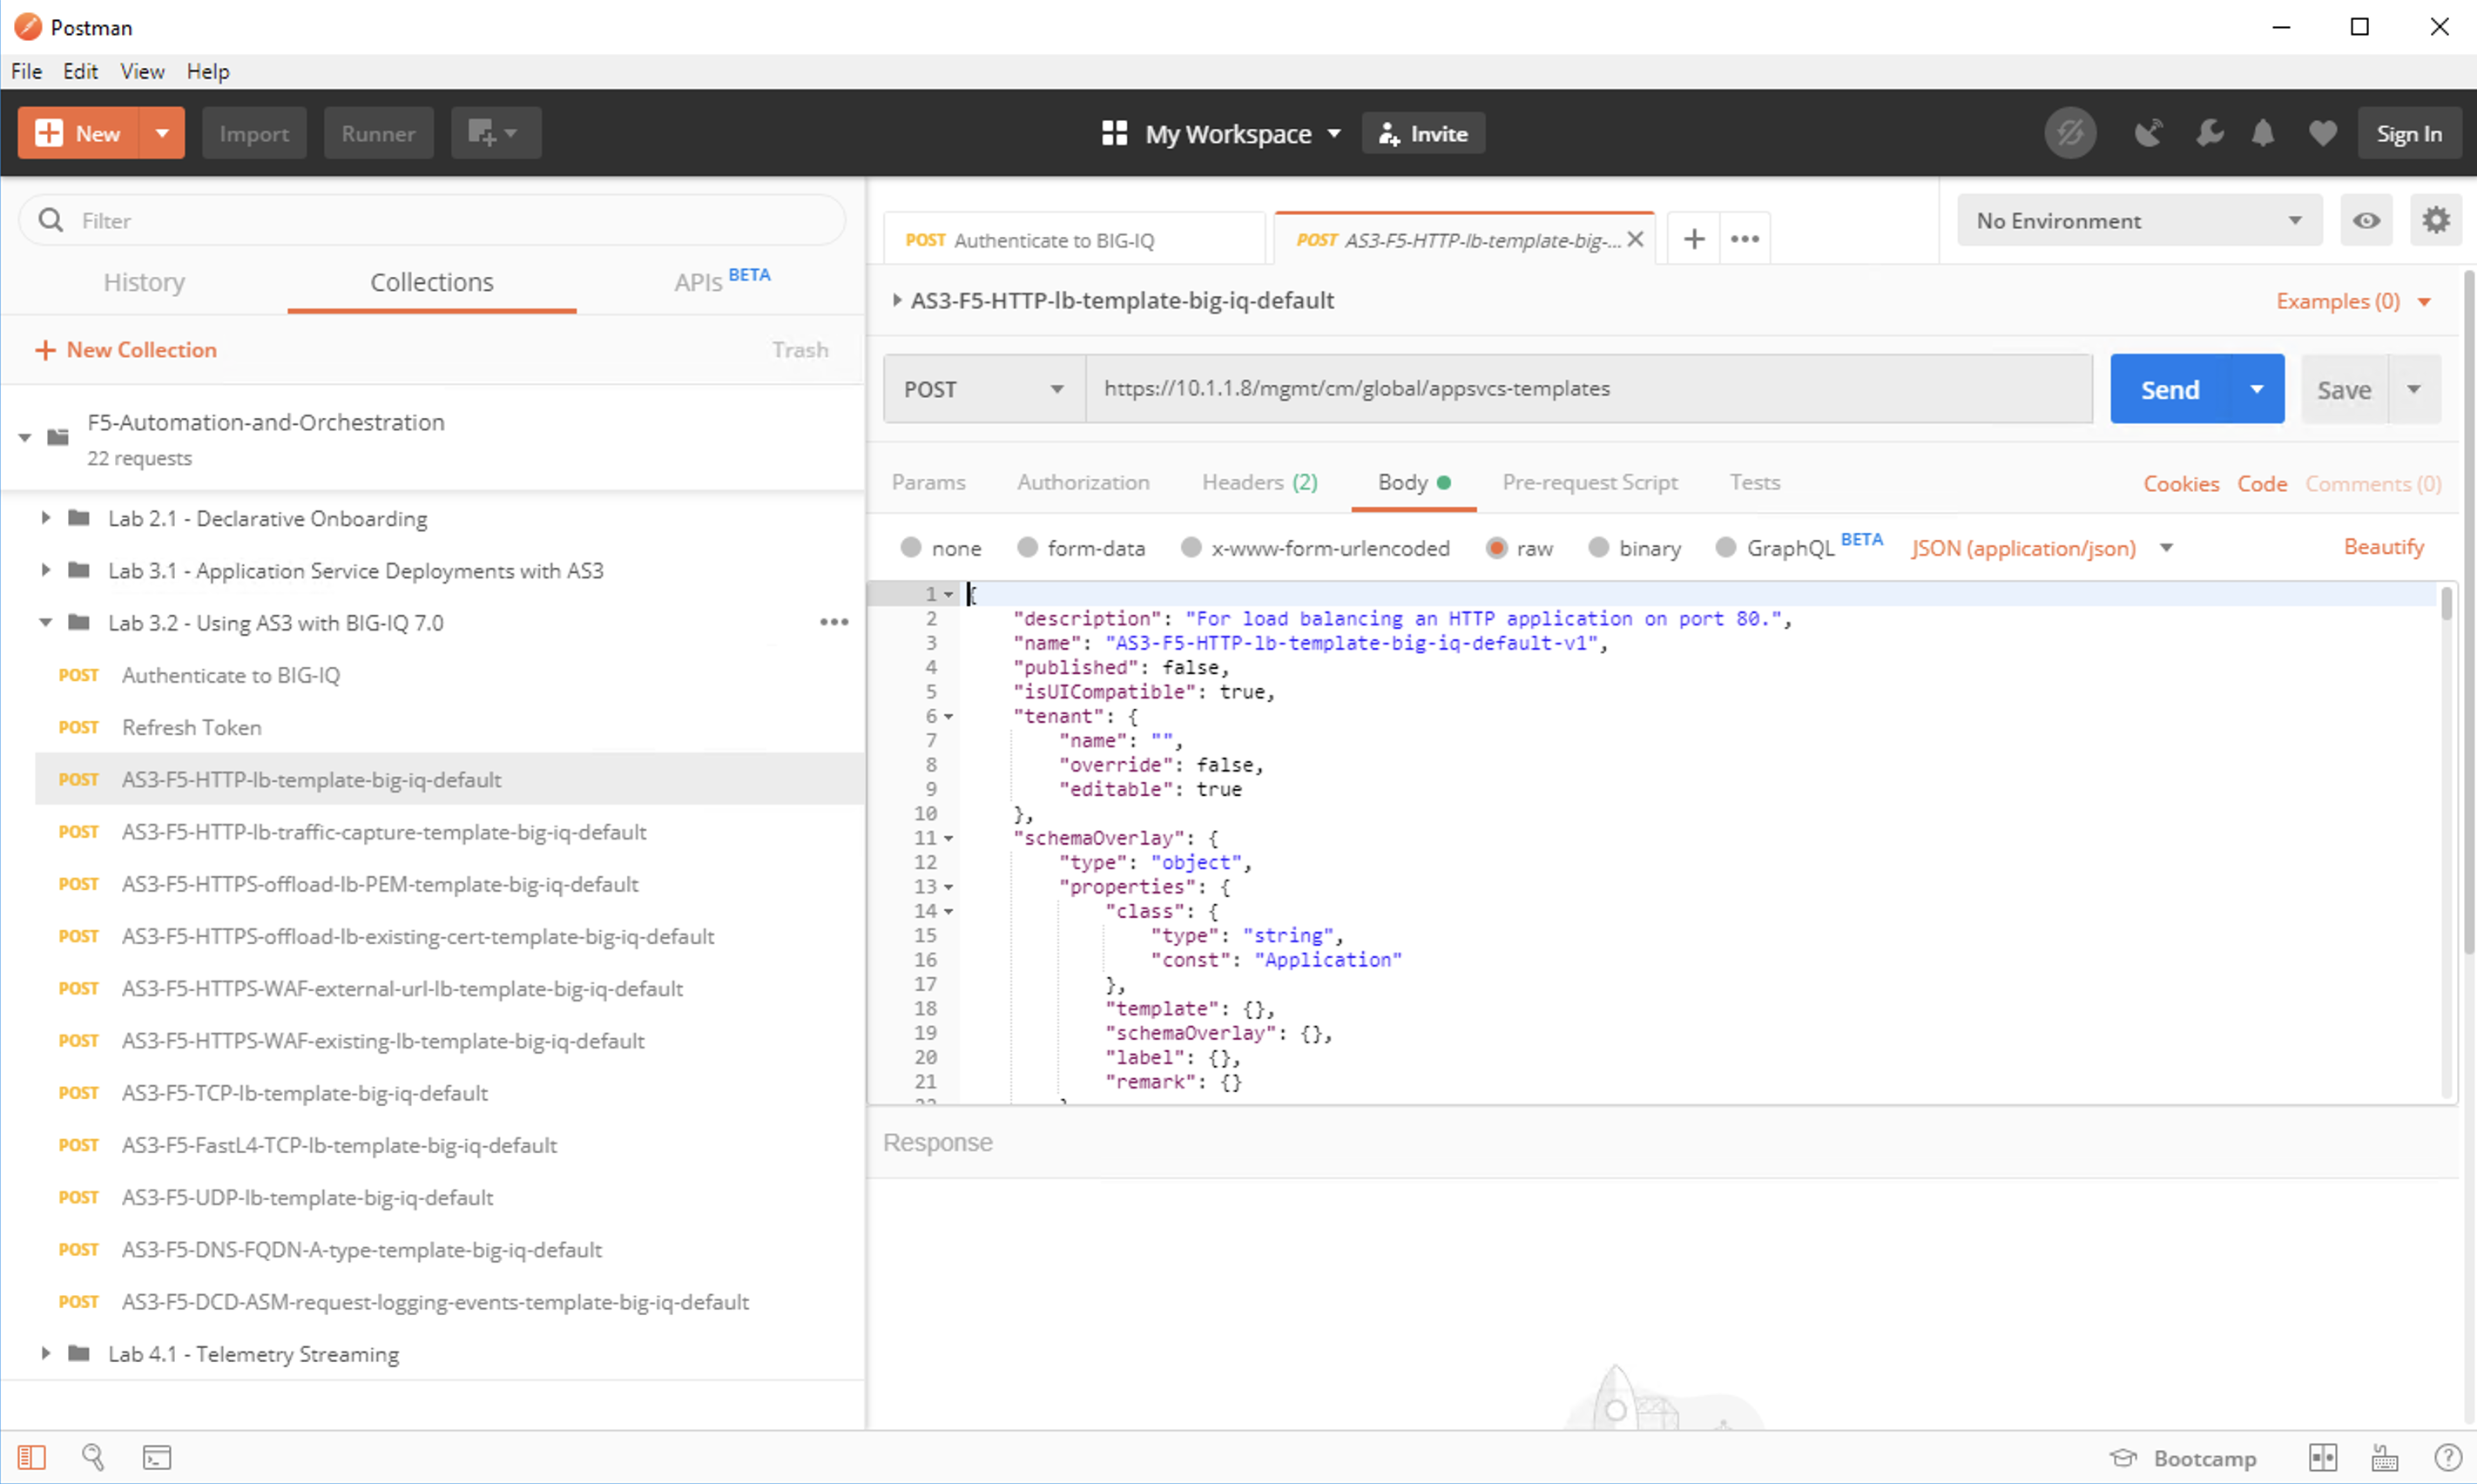 Postman
File Edit View Help
New Import Runner My Workspace Invite Sign In
Filter
History Collections APIs BETA
+ New Collection Trash
F5-Automation-and-Orchestration
22 requests
Lab 2.1 - Declarative Onboarding
Lab 3.1 - Application Service Deployments with AS3
Lab 3.2 - Using AS3 with BIG-IQ 7.0 •••
POST Authenticate to BIG-IQ
POST Refresh Token
POST AS3-F5-HTTP-lb-template-big-iq-default
POST AS3-F5-HTTP-lb-traffic-capture-template-big-iq-default
POST AS3-F5-HTTPS-offload-lb-PEM-template-big-iq-default
POST AS3-F5-HTTPS-offload-lb-existing-cert-template-big-iq-default
POST AS3-F5-HTTPS-WAF-external-url-lb-template-big-iq-default
POST AS3-F5-HTTPS-WAF-existing-lb-template-big-iq-default
POST AS3-F5-TCP-lb-template-big-iq-default
POST AS3-F5-FastL4-TCP-lb-template-big-iq-default
POST AS3-F5-UDP-lb-template-big-iq-default
POST AS3-F5-DNS-FQDN-A-type-template-big-iq-default
POST AS3-F5-DCD-ASM-request-logging-events-template-big-iq-default
Lab 4.1 - Telemetry Streaming
POST Authenticate to BIG-IQ POST AS3-F5-HTTP-lb-template-big-... + ••• No Environment
AS3-F5-HTTP-lb-template-big-iq-default Examples (0)
POST https://10.1.1.8/mgmt/cm/global/appsvcs-templates Send Save
Params Authorization Headers (2) Body Pre-request Script Tests Cookies Code Comments (0)
none form-data x-www-form-urlencoded raw binary GraphQL BETA JSON (application/json) Beautify
1 {
2 "description": "For load balancing an HTTP application on port 80.",
3 "name": "AS3-F5-HTTP-lb-template-big-iq-default-v1",
4 "published": false,
5 "isUICompatible": true,
6 "tenant": {
7 "name": "",
8 "override": false,
9 "editable": true
10 },
11 "schemaOverlay": {
12 "type": "object",
13 "properties": {
14 "class": {
15 "type": "string",
16 "const": "Application"
17 },
18 "template": {},
19 "schemaOverlay": {},
20 "label": {},
21 "remark": {}
Response
Bootcamp